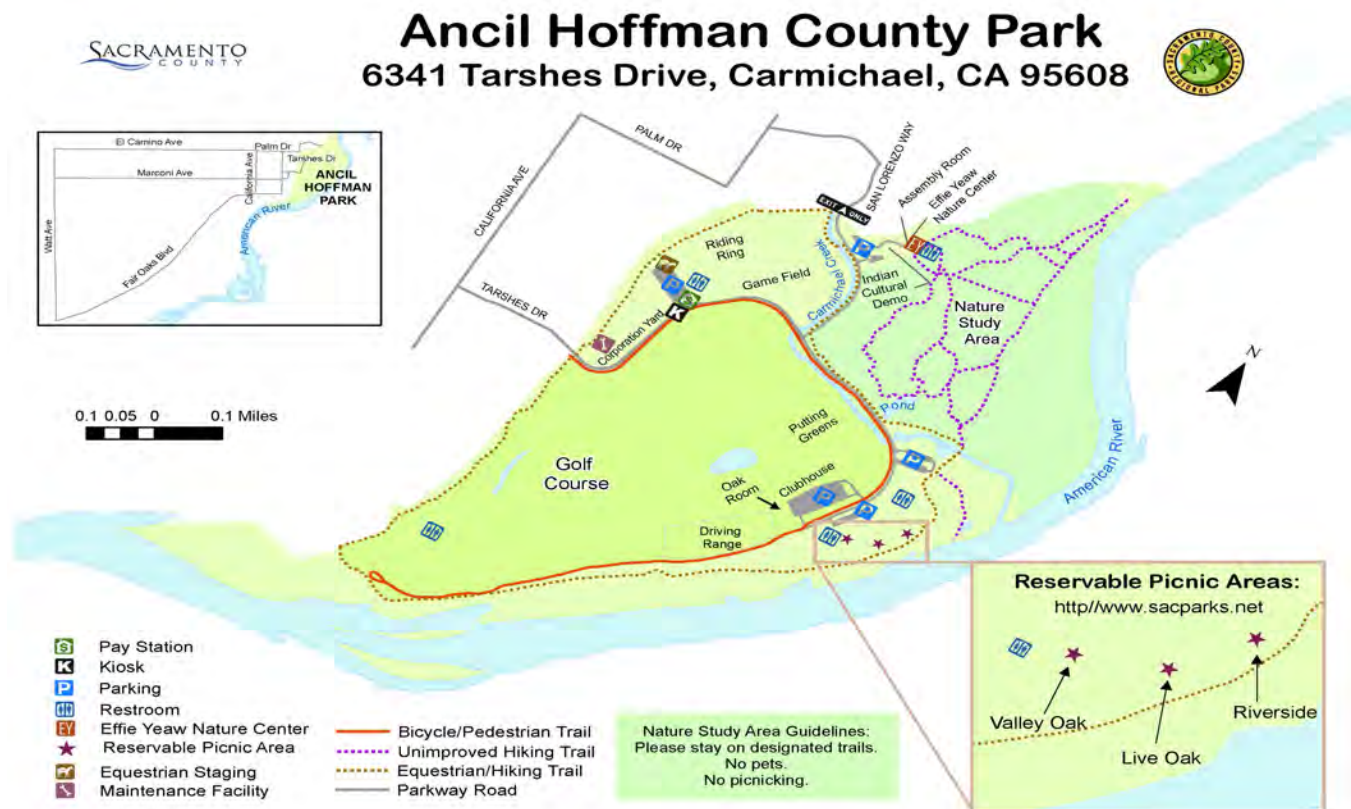 Ancil Hoffman County Park
6341 Tarshes Drive, Carmichael, CA 95608
SACRAMENTO
COUNTY
SACRAMENTO COUNTY
REGIONAL PARKS
El Camino Ave
Palm Dr
Tarshes Dr
Marconi Ave
California Ave
ANCIL
HOFFMAN
PARK
American River
Watt Ave
Fair Oaks Blvd
PALM DR
CALIFORNIA AVE
TARSHES DR
SAN LORENZO WAY
EXIT ONLY
Assembly Room
Effie Yeaw
Nature Center
EY
Riding
Ring
Game Field
Carmichael Creek
P
Indian
Cultural
Demo
P
S
K
Corporation Yard
Nature
Study
Area
N
0.1 0.05 0 0.1 Miles
Pond
Putting
Greens
American River
Golf
Course
Oak
Room
Clubhouse
P
P
P
Driving
Range
Reservable Picnic Areas:
http//www.sacparks.net
Valley Oak
Live Oak
Riverside
S Pay Station
K Kiosk
P Parking
Restroom
EY Effie Yeaw Nature Center
Reservable Picnic Area
Equestrian Staging
Maintenance Facility
Bicycle/Pedestrian Trail
Unimproved Hiking Trail
Equestrian/Hiking Trail
Parkway Road
Nature Study Area Guidelines:
Please stay on designated trails.
No pets.
No picnicking.